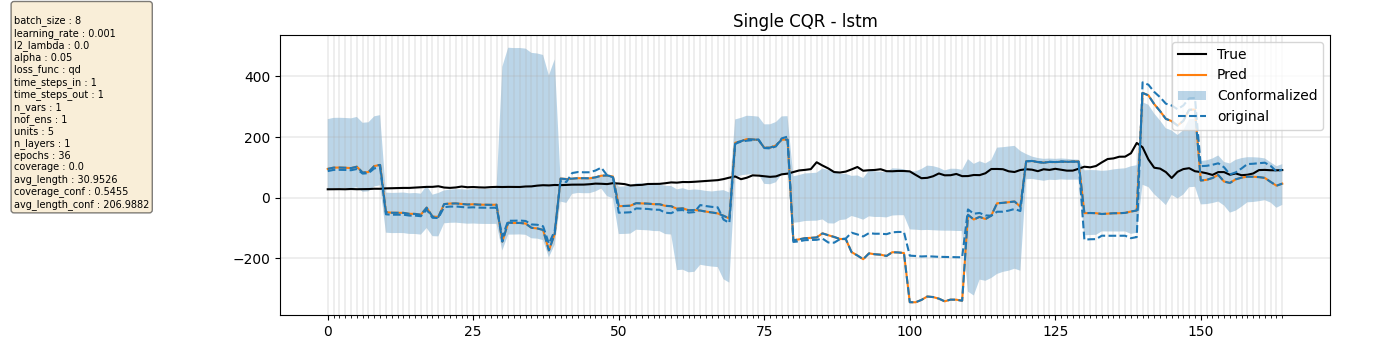 batch_size : 8
learning_rate : 0.001
l2_lambda : 0.0
alpha : 0.05
loss_func : qd
time_steps_in : 1
time_steps_out : 1
n_vars : 1
nof_ens : 1
units : 5
n_layers : 1
epochs : 36
coverage : 0.0
avg_length : 30.9526
coverage_conf : 0.5455
avg_length_conf : 206.9882
Single CQR - lstm
True
Pred
Conformalized
original
400
200
0
−200
0 25 50 75 100 125 150